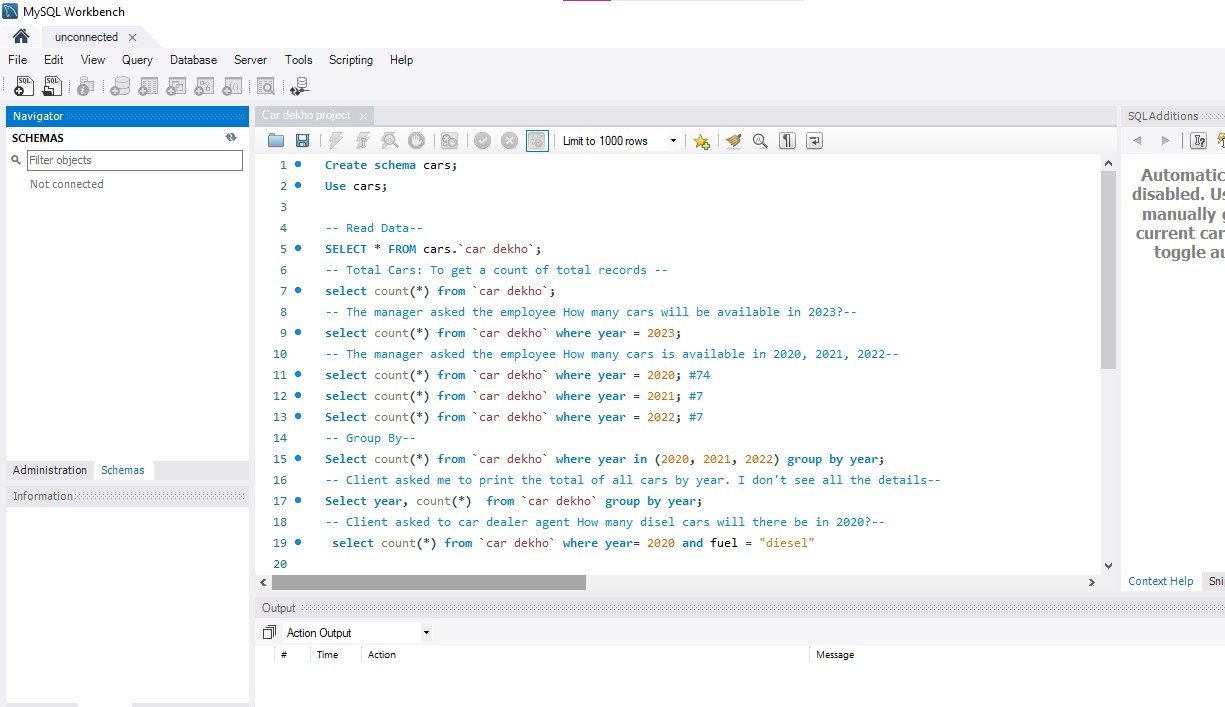 MySQL Workbench
unconnected
File Edit View Query Database Server Tools Scripting Help
Navigator
SCHEMAS
Filter objects
Not connected
Administration Schemas
Information
Car dekho project
Limit to 1000 rows
1 Create schema cars;
2 Use cars;
3
4 -- Read Data--
5 SELECT * FROM cars.`car dekho`;
6 -- Total Cars: To get a count of total records --
7 select count(*) from `car dekho`;
8 -- The manager asked the employee How many cars will be available in 2023?--
9 select count(*) from `car dekho` where year = 2023;
10 -- The manager asked the employee How many cars is available in 2020, 2021, 2022--
11 select count(*) from `car dekho` where year = 2020; #74
12 select count(*) from `car dekho` where year = 2021; #7
13 Select count(*) from `car dekho` where year = 2022; #7
14 -- Group By--
15 Select count(*) from `car dekho` where year in (2020, 2021, 2022) group by year;
16 -- Client asked me to print the total of all cars by year. I don't see all the details--
17 Select year, count(*)  from `car dekho` group by year;
18 -- Client asked to car dealer agent How many disel cars will there be in 2020?--
19 select count(*) from `car dekho` where year= 2020 and fuel = "diesel"
20
SQLAdditions
Automatic
disabled. Us
manually g
current car
toggle au
Context Help Sni
Output
Action Output
# Time Action Message